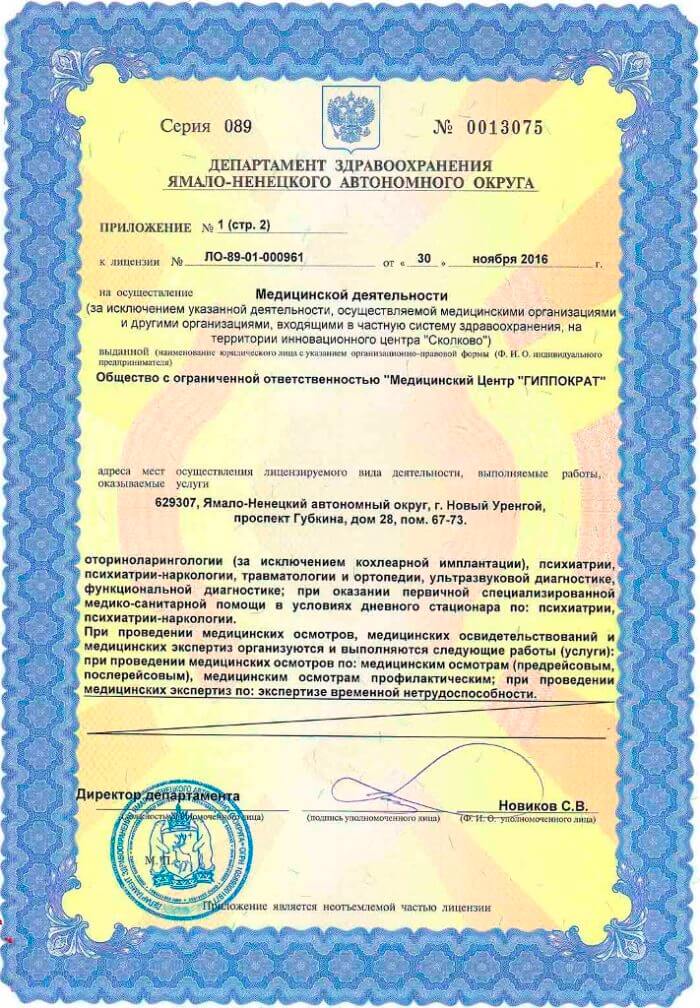 Серия 089
№ 0013075
ДЕПАРТАМЕНТ ЗДРАВООХРАНЕНИЯ
ЯМАЛО-НЕНЕЦКОГО АВТОНОМНОГО ОКРУГА
ПРИЛОЖЕНИЕ № 1 (стр. 2)
к лицензии № ЛО-89-01-000961 от « 30 » ноября 2016 г.
на осуществление Медицинской деятельности
(за исключением указанной деятельности, осуществляемой медицинскими организациями
и другими организациями, входящими в частную систему здравоохранения, на
территории инновационного центра "Сколково")
выданной (наименование юридического лица с указанием организационно-правовой формы (Ф. И. О. индивидуального
предпринимателя)
Общество с ограниченной ответственностью "Медицинский Центр "ГИППОКРАТ"
адреса мест осуществления лицензируемого вида деятельности, выполняемые работы,
оказываемые услуги
629307, Ямало-Ненецкий автономный округ, г. Новый Уренгой,
проспект Губкина, дом 28, пом. 67-73.
оториноларингологии (за исключением кохлеарной имплантации), психиатрии,
психиатрии-наркологии, травматологии и ортопедии, ультразвуковой диагностике,
функциональной диагностике; при оказании первичной специализированной
медико-санитарной помощи в условиях дневного стационара по: психиатрии,
психиатрии-наркологии.
При проведении медицинских осмотров, медицинских освидетельствований и
медицинских экспертиз организуются и выполняются следующие работы (услуги):
при проведении медицинских осмотров по: медицинским осмотрам (предрейсовым,
послерейсовым), медицинским осмотрам профилактическим; при проведении
медицинских экспертиз по: экспертизе временной нетрудоспособности.
Директор департамента
Новиков С.В.
(подпись уполномоченного лица)
(Ф. И. О. уполномоченного лица)
М. П.
Приложение является неотъемлемой частью лицензии